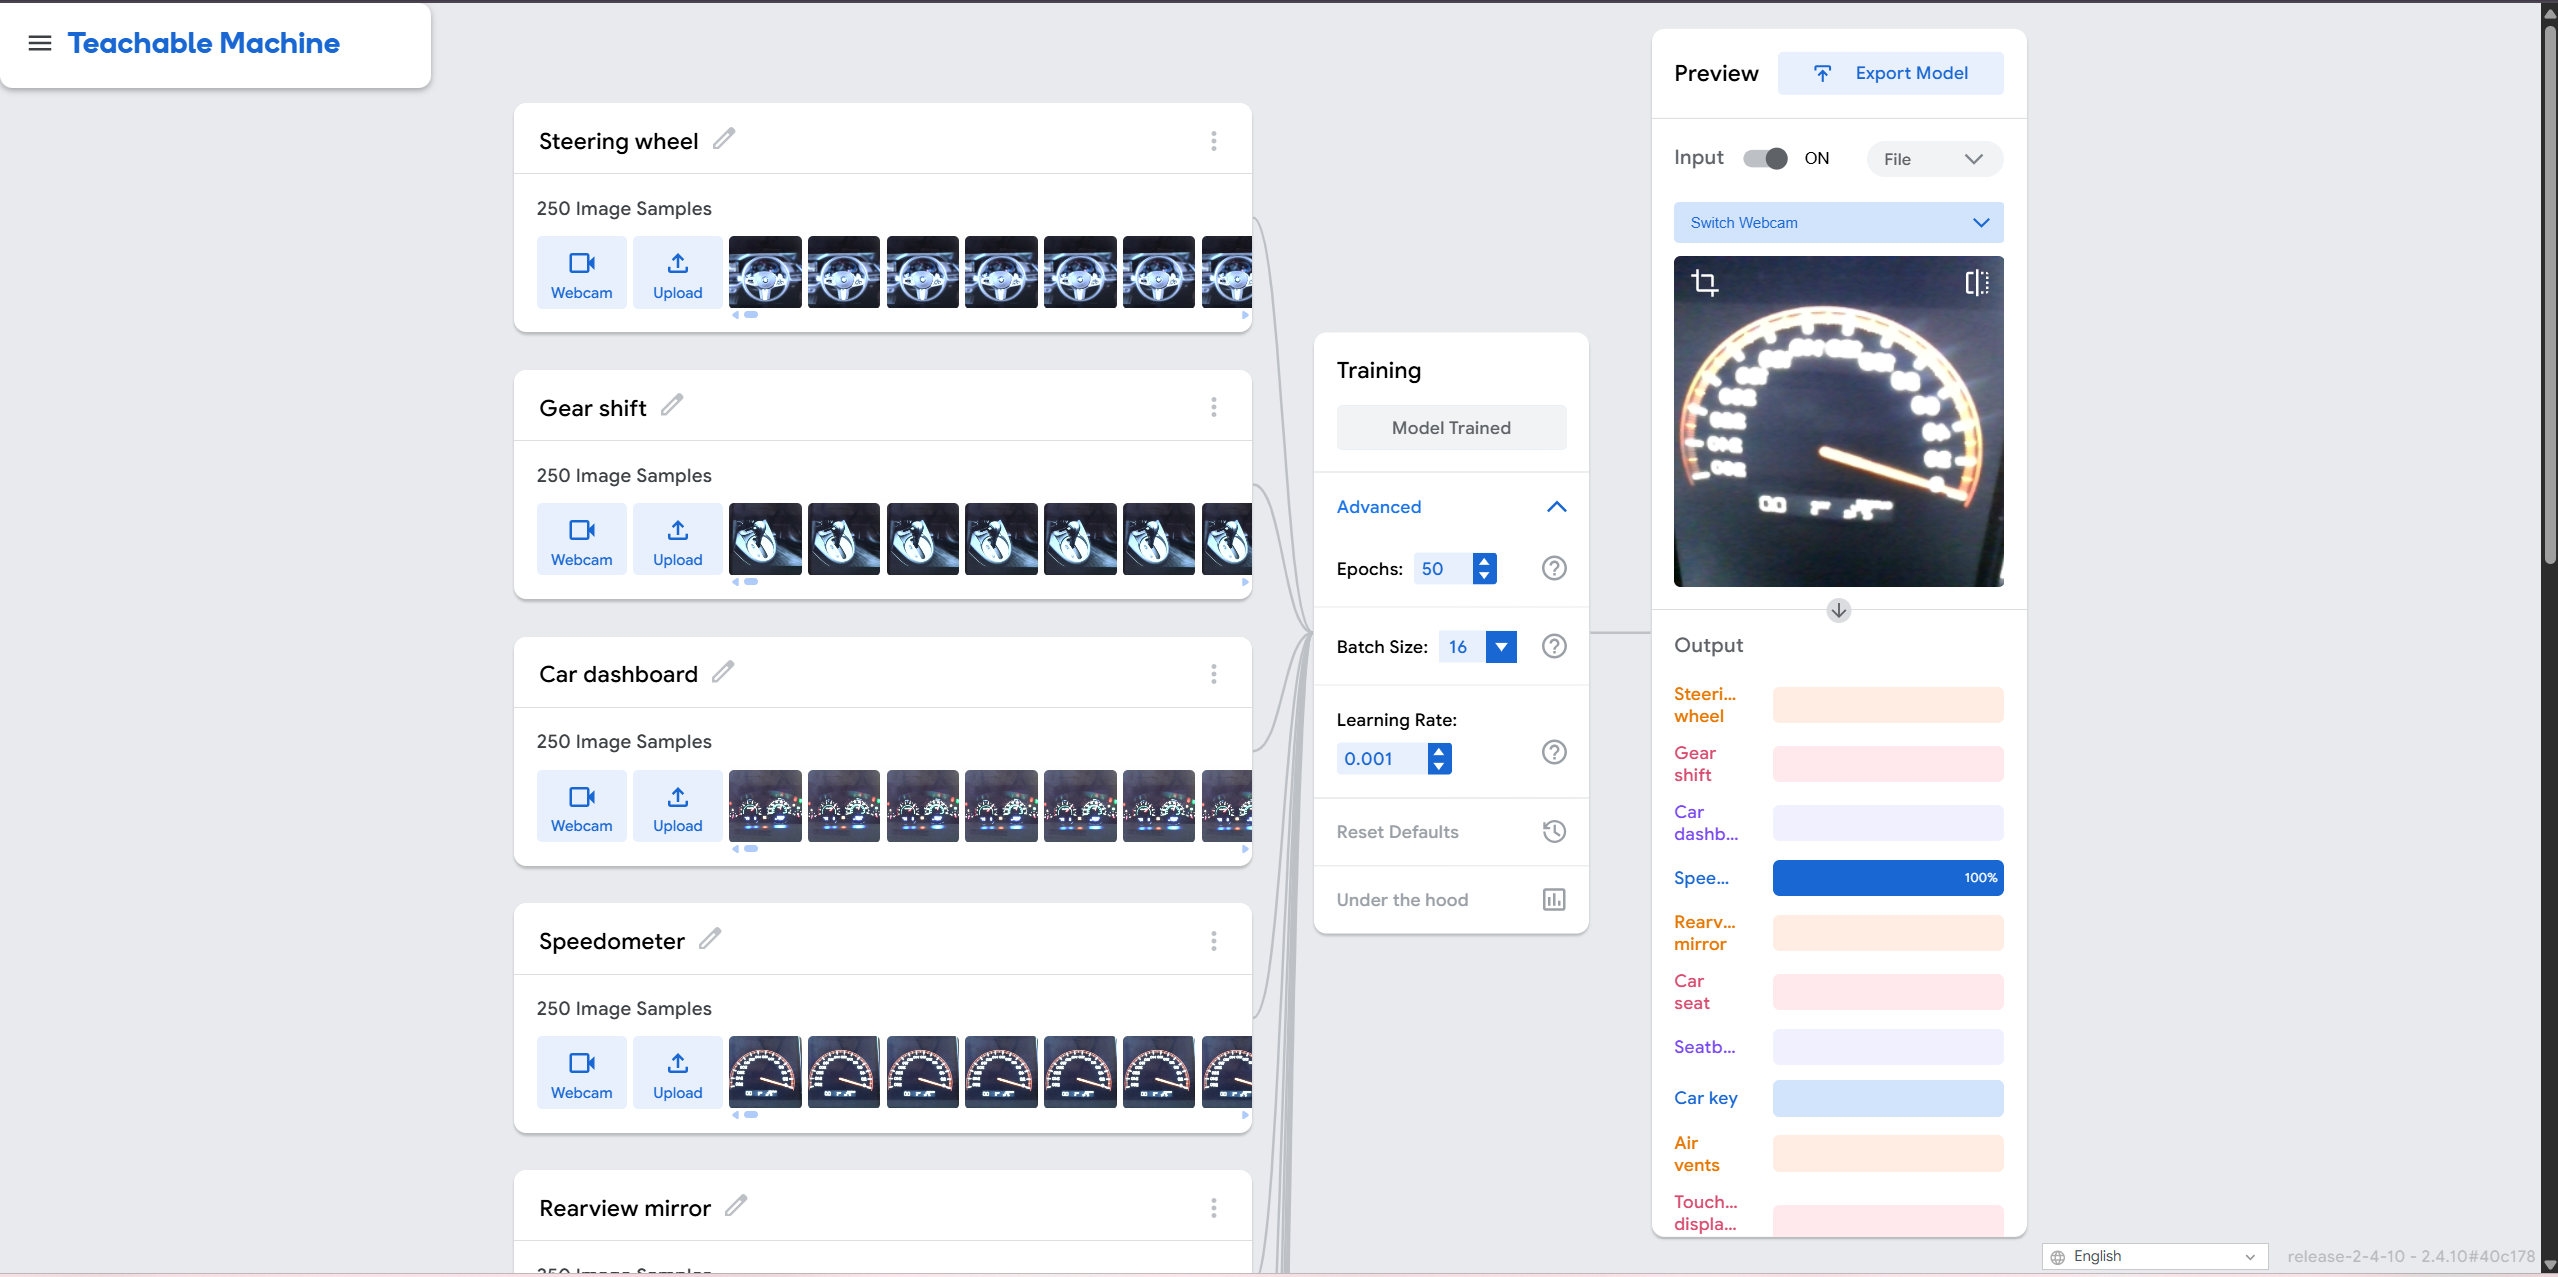 Teachable Machine
Steering wheel
250 Image Samples
Webcam
Upload
Gear shift
250 Image Samples
Webcam
Upload
Car dashboard
250 Image Samples
Webcam
Upload
Speedometer
250 Image Samples
Webcam
Upload
Rearview mirror
Training
Model Trained
Advanced
Epochs: 50
Batch Size: 16
Learning Rate:
0.001
Reset Defaults
Under the hood
Preview
Export Model
Input ON File
Switch Webcam
Output
Steeri...
wheel
Gear
shift
Car
dashb...
Spee... 100%
Rearv...
mirror
Car
seat
Seatb...
Car key
Air
vents
Touch...
displa...
English
release-2-4-10 - 2.4.10#40c178